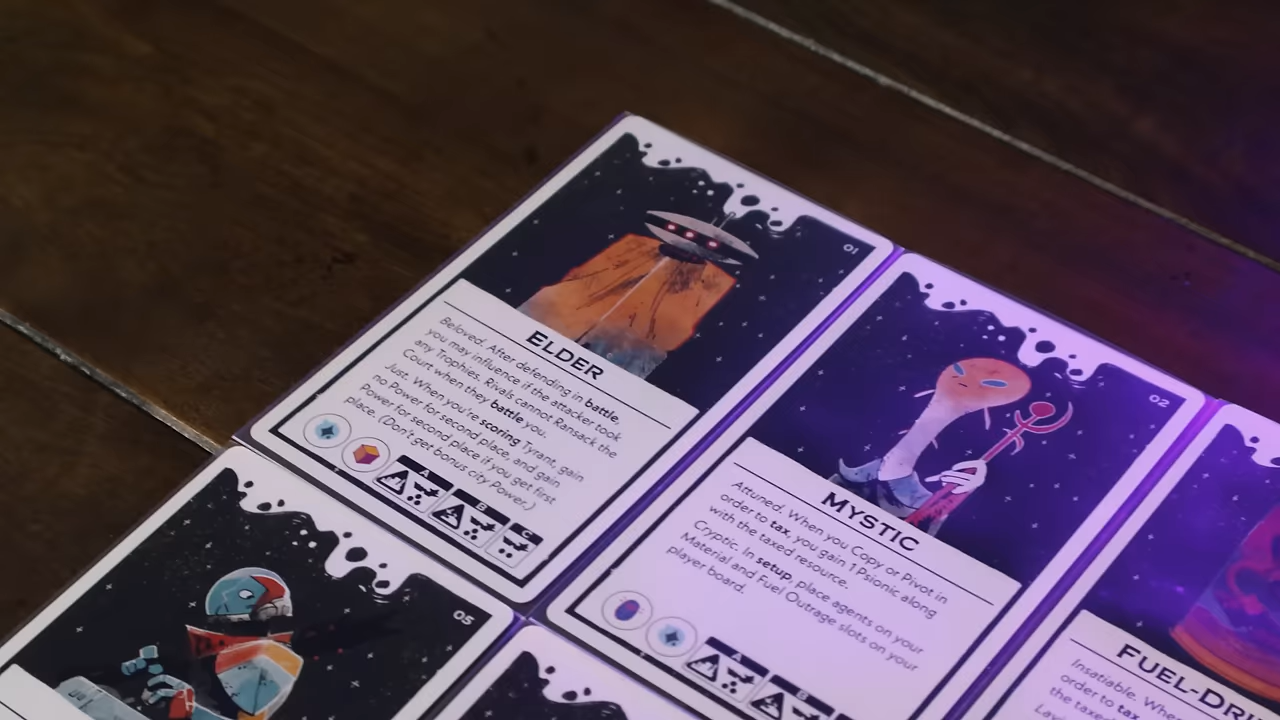 01
ELDER
Beloved. After defending in battle,
you may influence if the attacker took
any Trophies. Rivals cannot Ransack the
Court when they battle you.
Just. When you're scoring Tyrant, gain
no Power for second place, and gain
Power for second place if you get first
place. (Don't get bonus city Power.)
A
B
C
02
MYSTIC
Attuned. When you Copy or Pivot in
order to tax, you gain 1 Psionic along
with the taxed resource.
Cryptic. In setup, place agents on your
Material and Fuel Outrage slots on your
player board.
A
B
FUEL-DRI
Insatiable. When
order to tax
the taxe
05